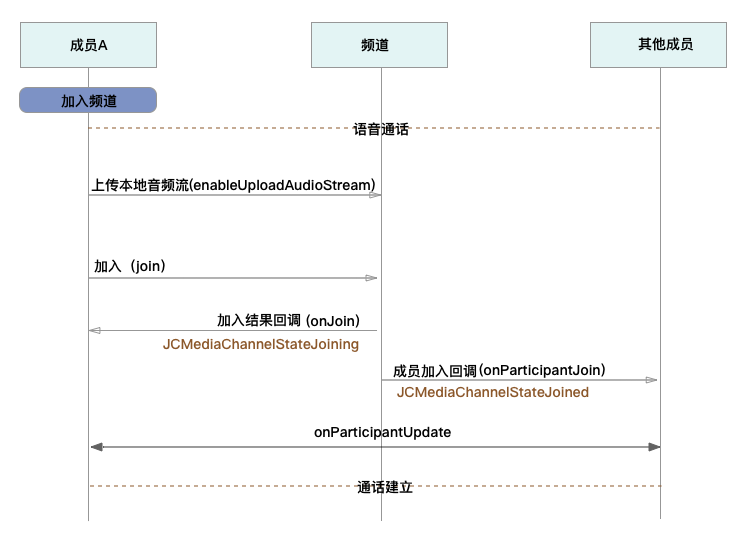 成员A
频道
其他成员
加入频道
语音通话
上传本地音频流(enableUploadAudioStream)
加入（join）
加入结果回调 (onJoin)
JCMediaChannelStateJoining
成员加入回调(onParticipantJoin)
JCMediaChannelStateJoined
onParticipantUpdate
通话建立